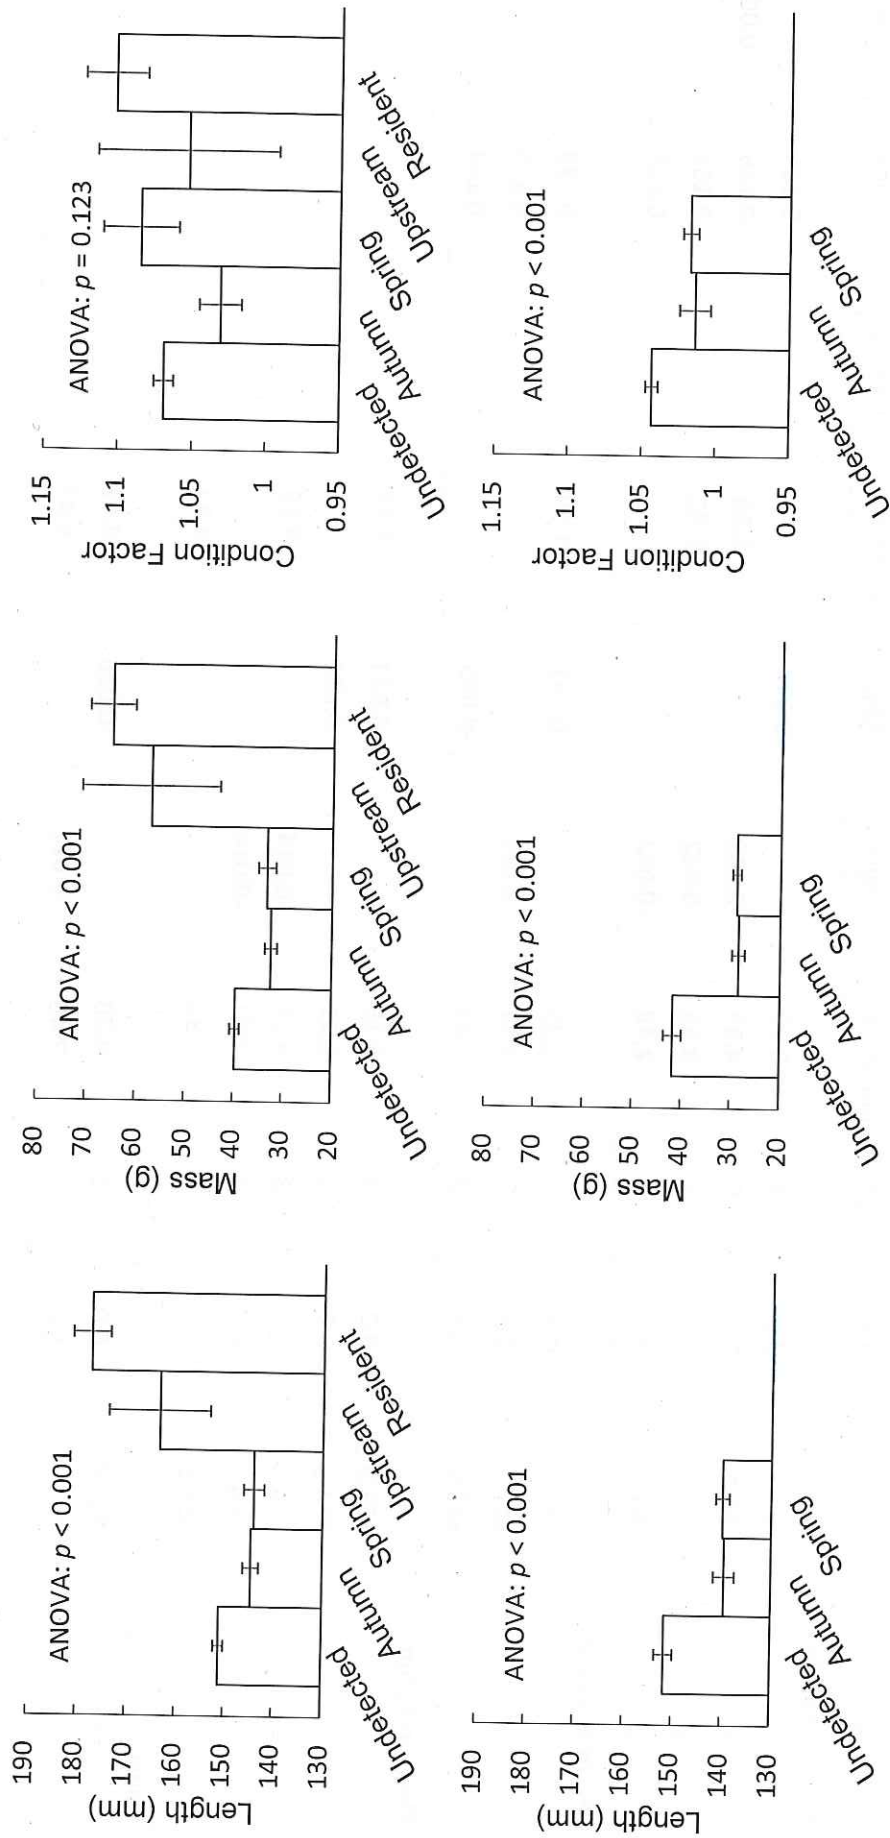 Length (mm)
190
180
170
160
150
140
130
ANOVA: p < 0.001
Undetected
Autumn
Spring
Upstream
Resident
Mass (g)
80
70
60
50
40
30
20
ANOVA: p < 0.001
Undetected
Autumn
Spring
Upstream
Resident
Condition Factor
1.15
1.1
1.05
1
0.95
ANOVA: p = 0.123
Undetected
Autumn
Spring
Upstream
Resident
Length (mm)
190
180
170
160
150
140
130
ANOVA: p < 0.001
Undetected
Autumn
Spring
Mass (g)
80
70
60
50
40
30
20
ANOVA: p < 0.001
Undetected
Autumn
Spring
Condition Factor
1.15
1.1
1.05
1
0.95
ANOVA: p < 0.001
Undetected
Autumn
Spring